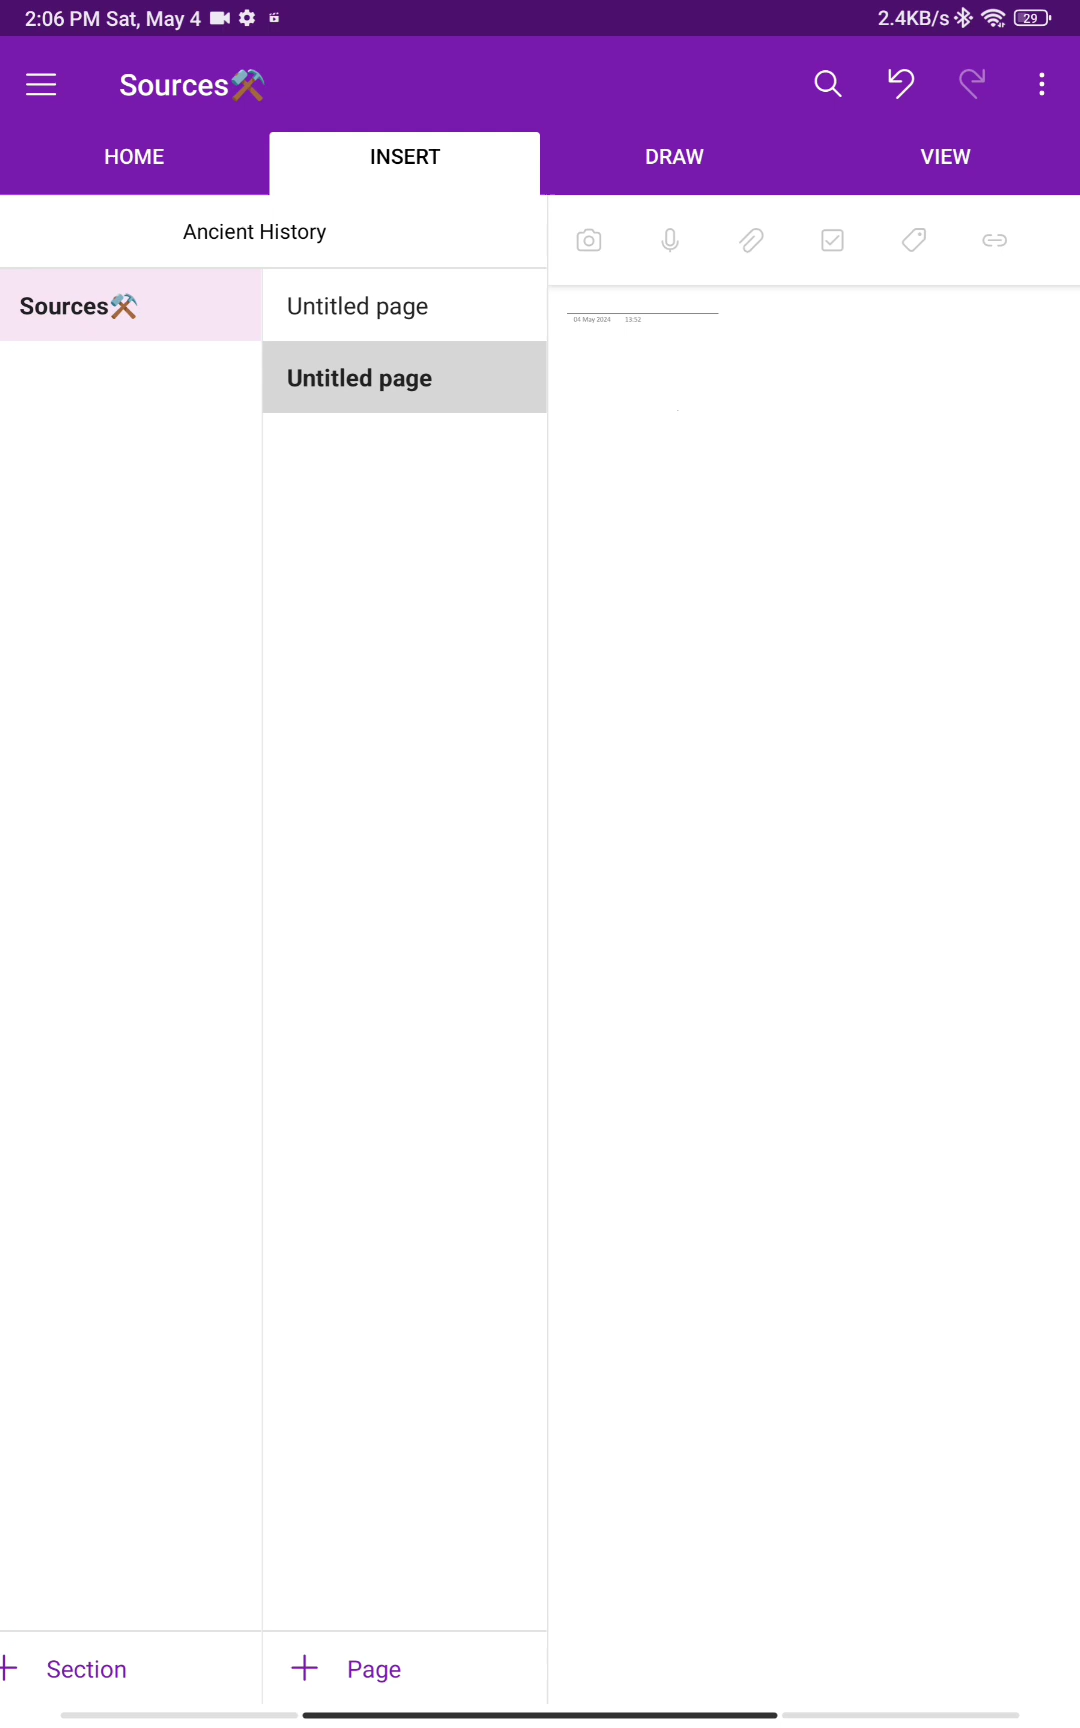 2:06 PM Sat, May 4
2.4KB/s
29
Sources⚒️
HOME
INSERT
DRAW
VIEW
Ancient History
Sources⚒️
Untitled page
Untitled page
04 May 2024 13:52
Section
Page